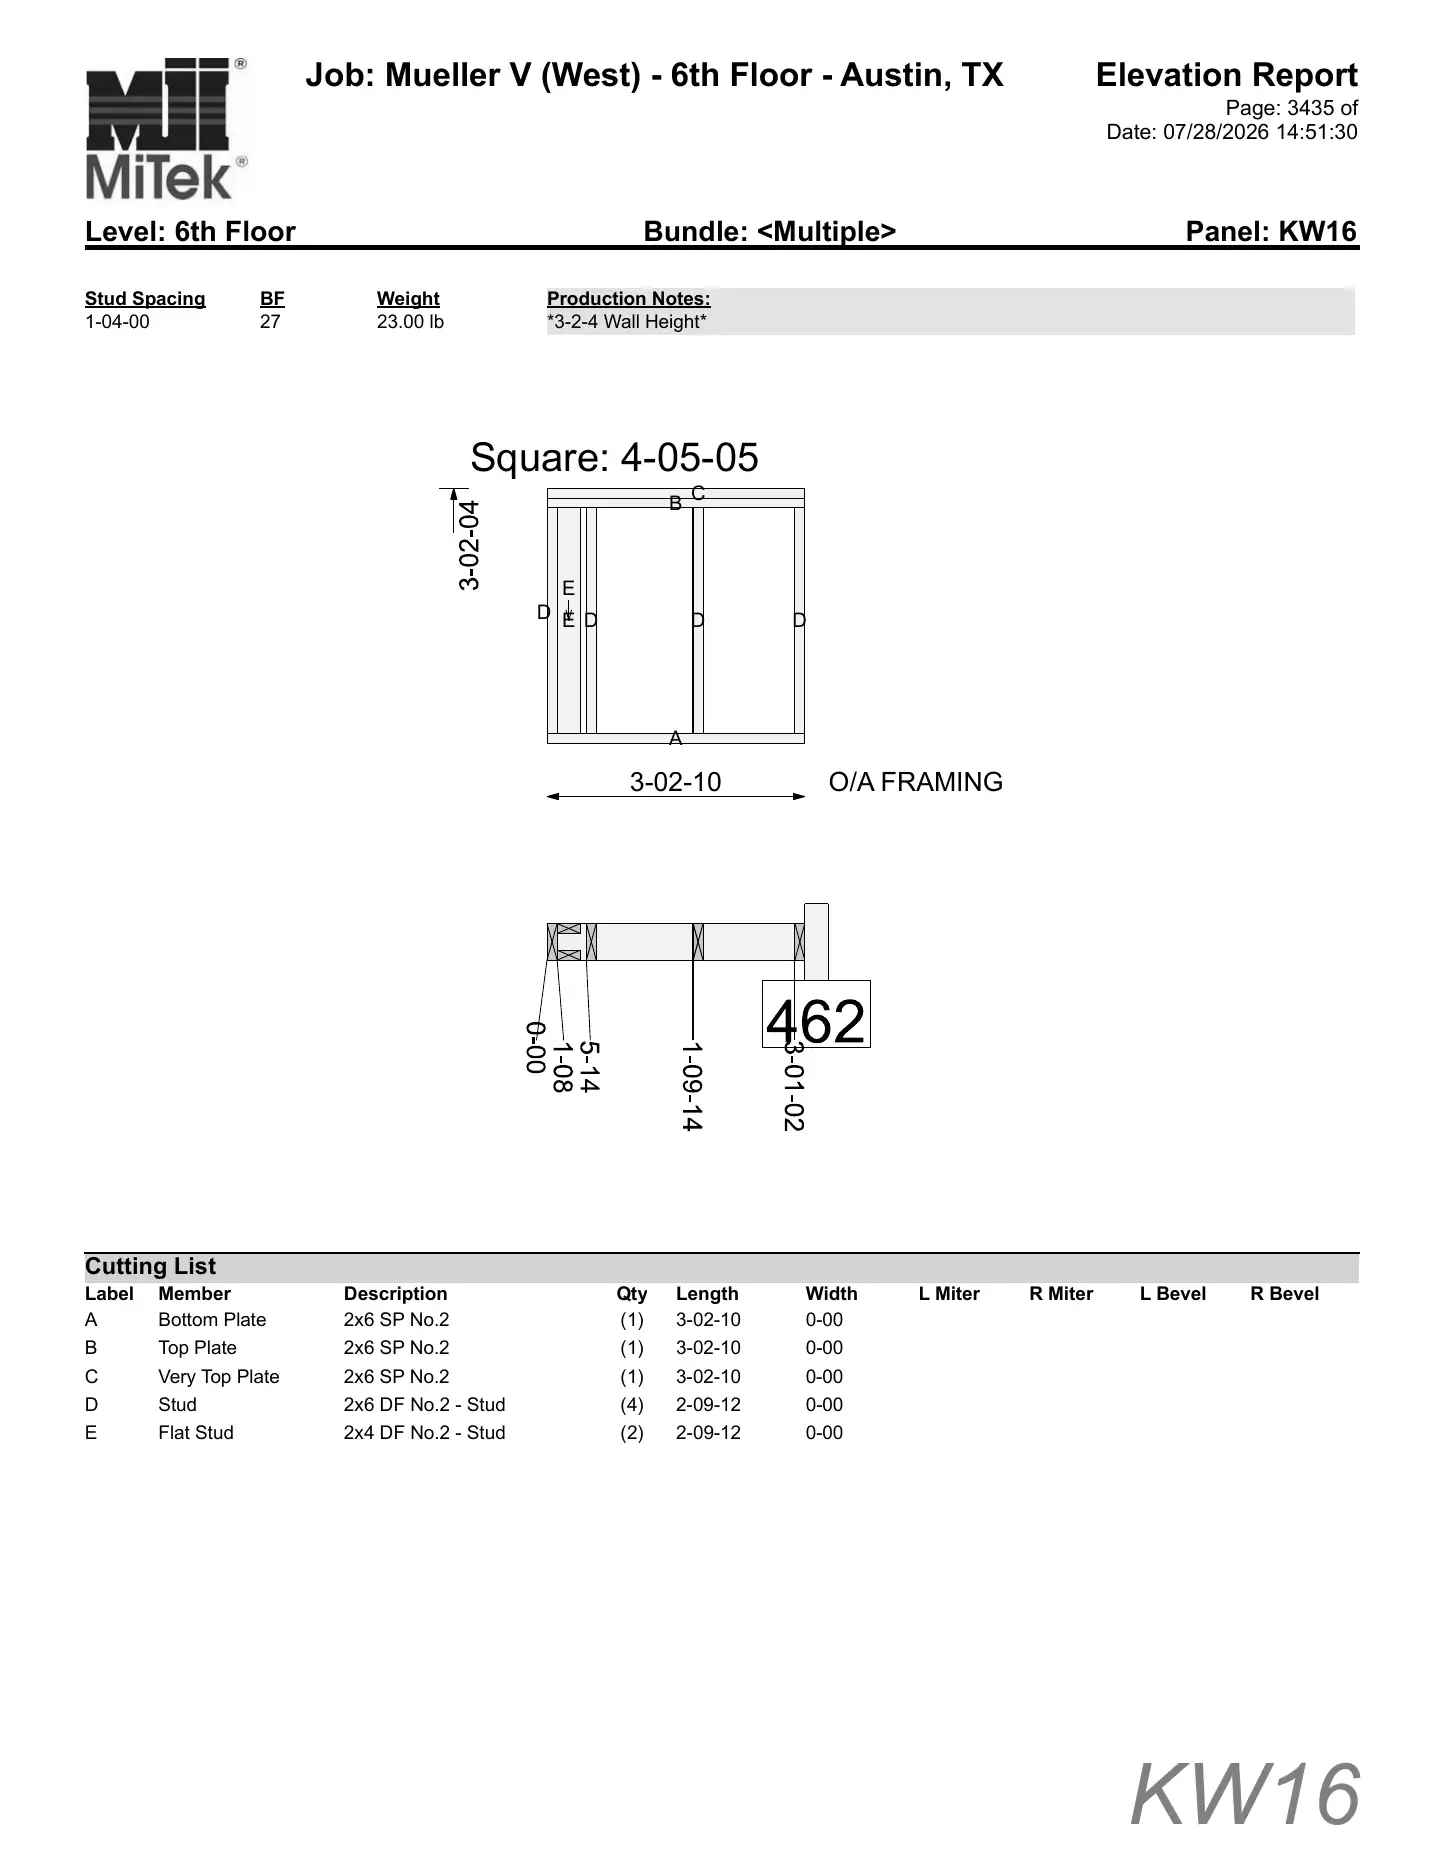 MiTek®
Job: Mueller V (West) - 6th Floor - Austin, TX
Elevation Report
Page: 3435 of
Date: 07/28/2026 14:51:30
Level: 6th Floor Bundle: <Multiple> Panel: KW16
Stud Spacing BF Weight Production Notes:
1-04-00 27 23.00 lb *3-2-4 Wall Height*
Square: 4-05-05
3-02-04
C
B
E
D E D D D
A
3-02-10 O/A FRAMING
462
0-00 1-08 5-14 1-09-14 3-01-02
Cutting List
Label Member Description Qty Length Width L Miter R Miter L Bevel R Bevel
A Bottom Plate 2x6 SP No.2 (1) 3-02-10 0-00
B Top Plate 2x6 SP No.2 (1) 3-02-10 0-00
C Very Top Plate 2x6 SP No.2 (1) 3-02-10 0-00
D Stud 2x6 DF No.2 - Stud (4) 2-09-12 0-00
E Flat Stud 2x4 DF No.2 - Stud (2) 2-09-12 0-00
KW16